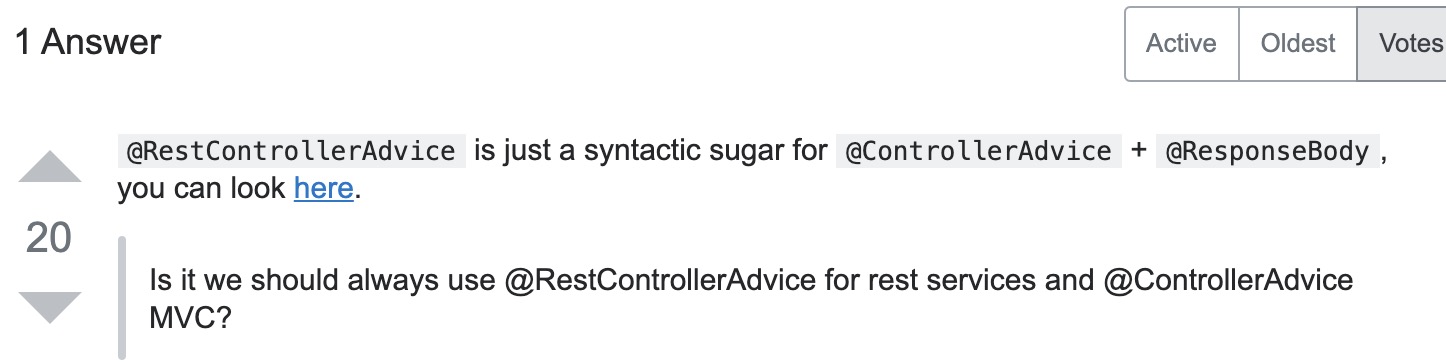 1 Answer
Active Oldest Votes
@RestControllerAdvice is just a syntactic sugar for @ControllerAdvice + @ResponseBody ,
you can look here.
20
Is it we should always use @RestControllerAdvice for rest services and @ControllerAdvice
MVC?